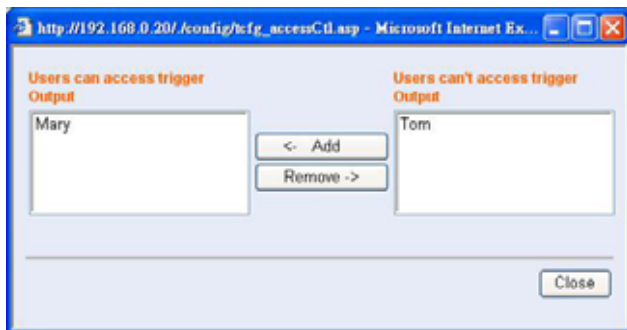 http://192.168.0.20/./config/tcfg_accessCtl.asp - Microsoft Internet Ex...
Users can access trigger
Output
Users can't access trigger
Output
Mary
Tom
<- Add
Remove ->
Close